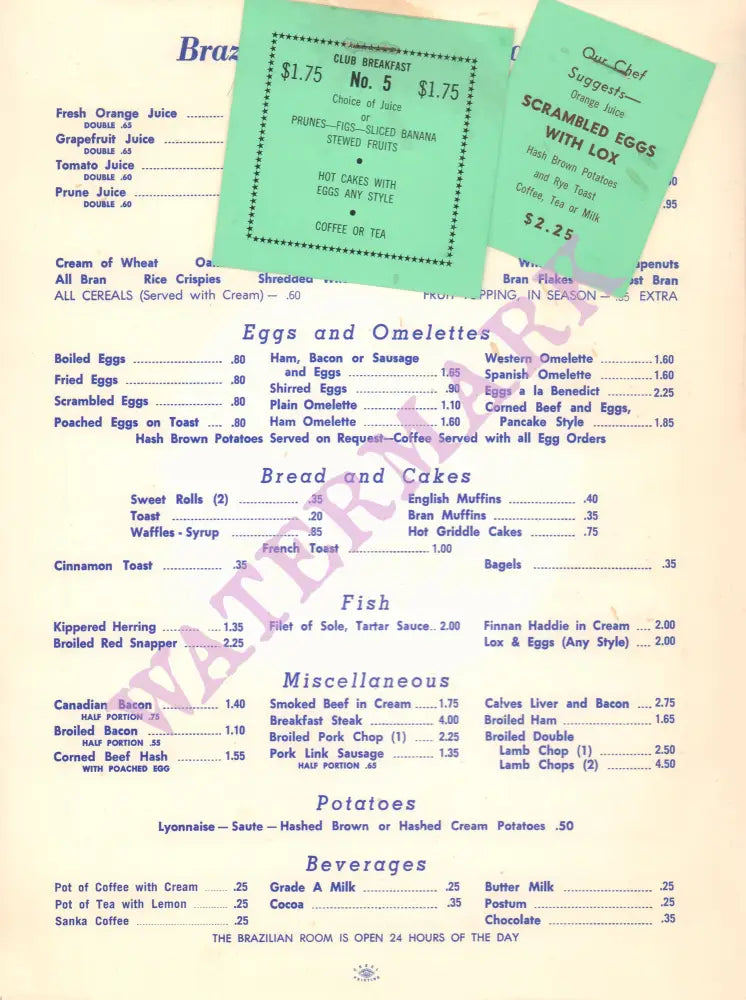 Braz
CLUB BREAKFAST
$1.75 No. 5 $1.75
Choice of Juice
or
PRUNES—FIGS—SLICED BANANA
STEWED FRUITS
HOT CAKES WITH
EGGS ANY STYLE
COFFEE OR TEA
Our Chef
Suggests—
Orange Juice
SCRAMBLED EGGS
WITH LOX
Hash Brown Potatoes
and Rye Toast
Coffee, Tea or Milk
$2.25
Fresh Orange Juice
DOUBLE .65
Grapefruit Juice
DOUBLE .65
Tomato Juice
DOUBLE .60
Prune Juice
DOUBLE .60
.95
Cream of Wheat
All Bran Rice Crispies Shredded Bran Flakes Bran
ALL CEREALS (Served with Cream) — .60 IN SEASON — EXTRA
Eggs and Omelettes
Boiled Eggs .80
Fried Eggs .80
Scrambled Eggs .80
Poached Eggs on Toast .80
Ham, Bacon or Sausage
and Eggs 1.65
Shirred Eggs .90
Plain Omelette 1.10
Ham Omelette 1.60
Western Omelette 1.60
Spanish Omelette 1.60
Eggs a la Benedict 2.25
Corned Beef and Eggs,
Pancake Style 1.85
Hash Brown Potatoes Served on Request—Coffee Served with all Egg Orders
Bread and Cakes
Sweet Rolls (2) .35
Toast .20
Waffles - Syrup .85
English Muffins .40
Bran Muffins .35
Hot Griddle Cakes .75
French Toast 1.00
Cinnamon Toast .35
Bagels .35
Fish
Kippered Herring 1.35
Broiled Red Snapper 2.25
Filet of Sole, Tartar Sauce.. 2.00
Finnan Haddie in Cream 2.00
Lox & Eggs (Any Style) 2.00
Miscellaneous
Canadian Bacon 1.40
HALF PORTION .75
Broiled Bacon 1.10
HALF PORTION .55
Corned Beef Hash 1.55
WITH POACHED EGG
Smoked Beef in Cream 1.75
Breakfast Steak 4.00
Broiled Pork Chop (1) 2.25
Pork Link Sausage 1.35
HALF PORTION .65
Calves Liver and Bacon 2.75
Broiled Ham 1.65
Broiled Double
Lamb Chop (1) 2.50
Lamb Chops (2) 4.50
Potatoes
Lyonnaise — Saute — Hashed Brown or Hashed Cream Potatoes .50
Beverages
Pot of Coffee with Cream .25
Pot of Tea with Lemon .25
Sanka Coffee .25
Grade A Milk .25
Cocoa .35
Butter Milk .25
Postum .25
Chocolate .35
THE BRAZILIAN ROOM IS OPEN 24 HOURS OF THE DAY
WATERMARK